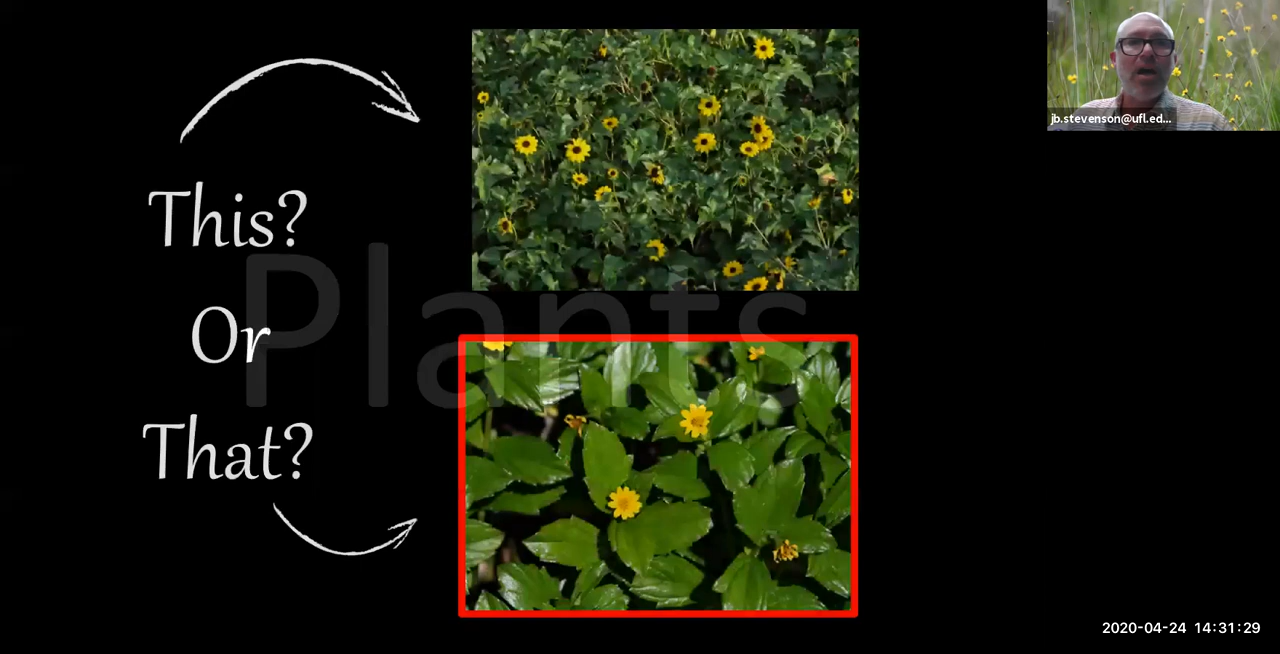 This?
Or
That?
Plants
jb.stevenson@ufl.ed...
2020-04-24 14:31:29